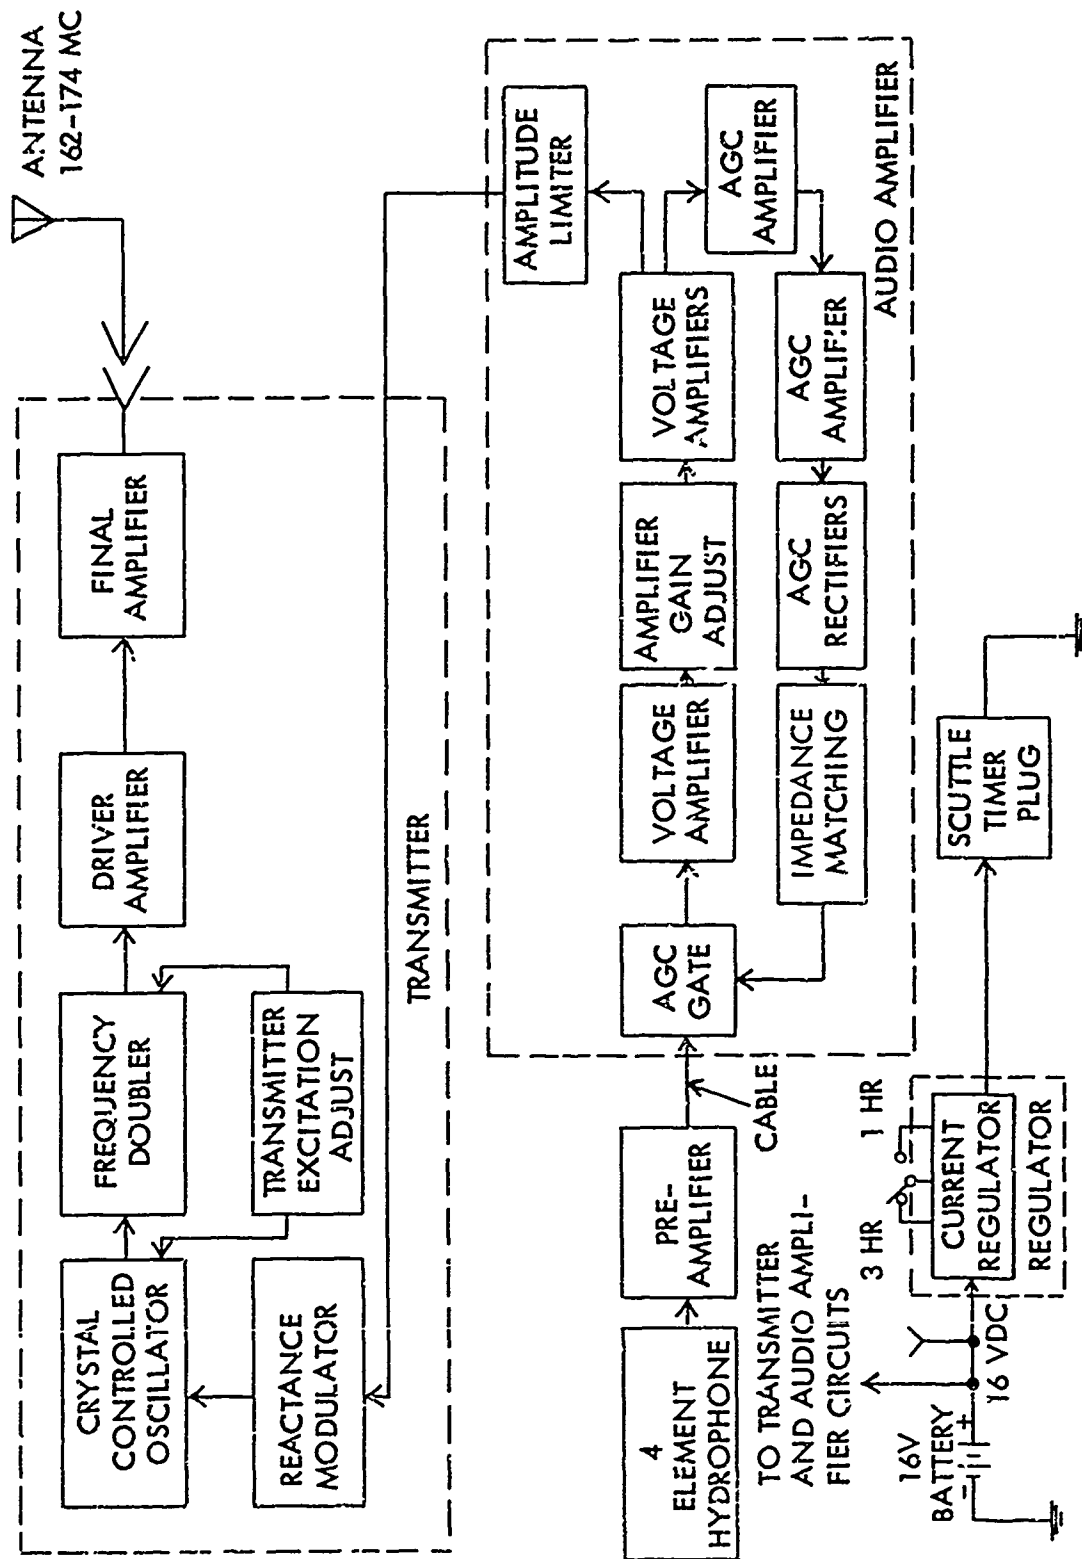 ANTENNA
162-174 MC
FINAL
AMPLIFIER
DRIVER
AMPLIFIER
FREQUENCY
DOUBLER
CRYSTAL
CONTROLLED
OSCILLATOR
TRANSMITTER
EXCITATION
ADJUST
REACTANCE
MODULATOR
TRANSMITTER
AMPLITUDE
LIMITER
AGC
AMPLIFIER
VOLTAGE
AMPLIFIERS
AGC
AMPLIFIER
AMPLIFIER
GAIN
ADJUST
AGC
RECTIFIERS
VOLTAGE
AMPLIFIER
IMPEDANCE
MATCHING
AGC
GATE
AUDIO AMPLIFIER
CABLE
PRE-
AMPLIFIER
4
ELEMENT
HYDROPHONE
TO TRANSMITTER
AND AUDIO AMPLI-
FIER CIRCUITS
3 HR
1 HR
CURRENT
REGULATOR
REGULATOR
SCUTTLE
TIMER
PLUG
16V
BATTERY
- +
16 VDC